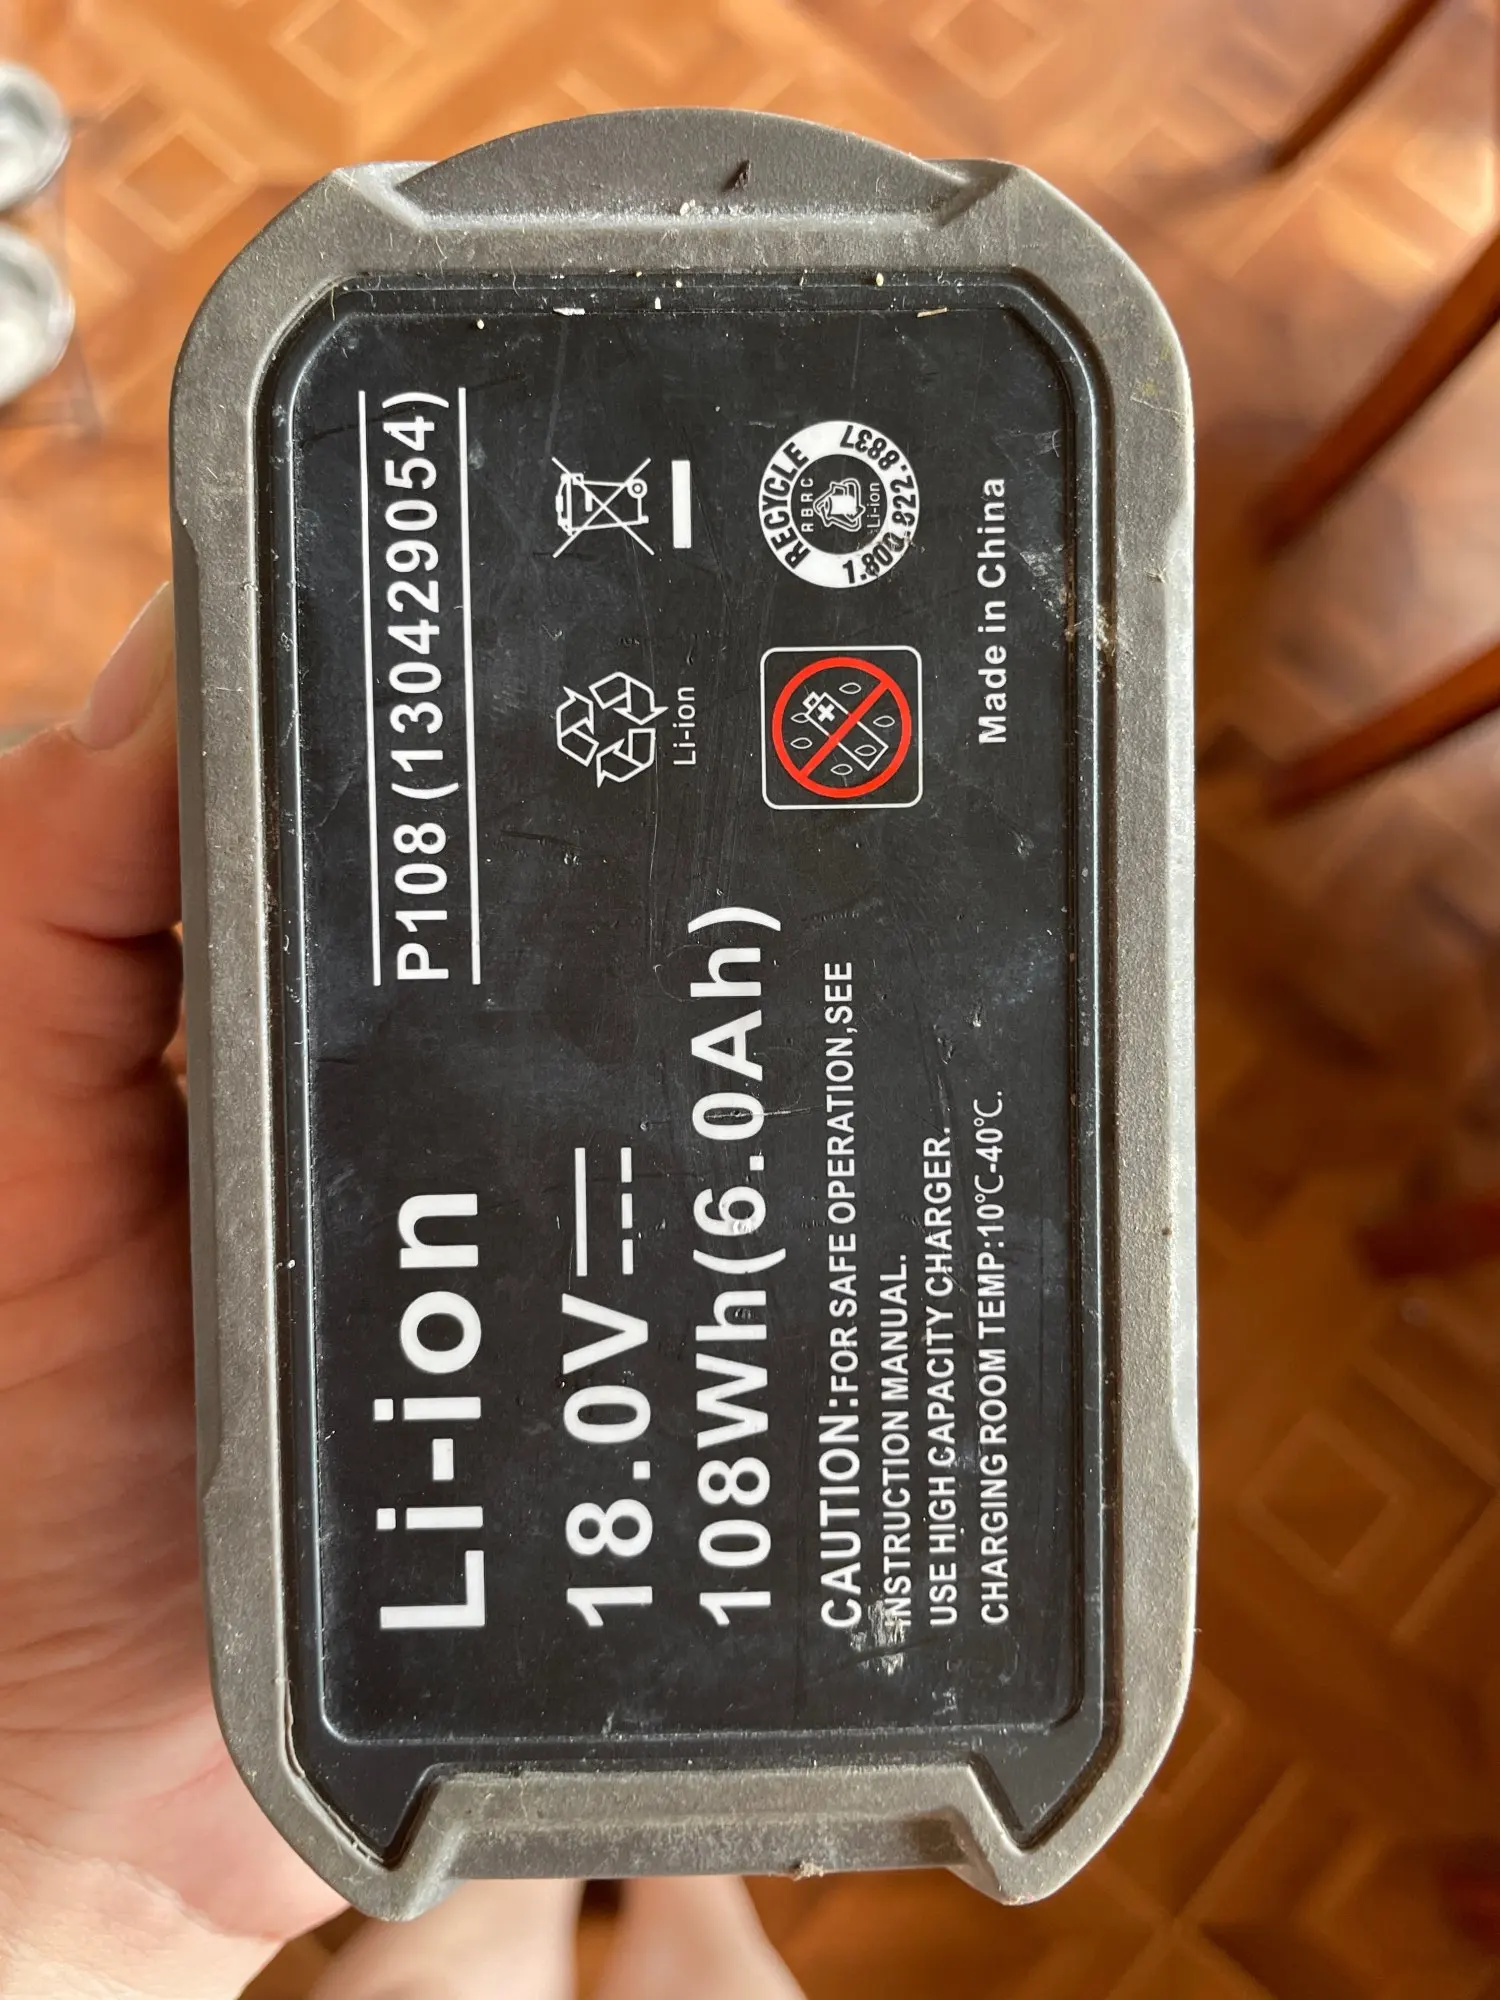 Li-ion
P108 (130429054)
18.0V
108Wh(6.0Ah)
CAUTION:FOR SAFE OPERATION,SEE
INSTRUCTION MANUAL.
USE HIGH CAPACITY CHARGER.
CHARGING ROOM TEMP:10℃-40℃.
Li-ion
RECYCLE
RBRC
Li-ion
1.800.822.8837
Made in China